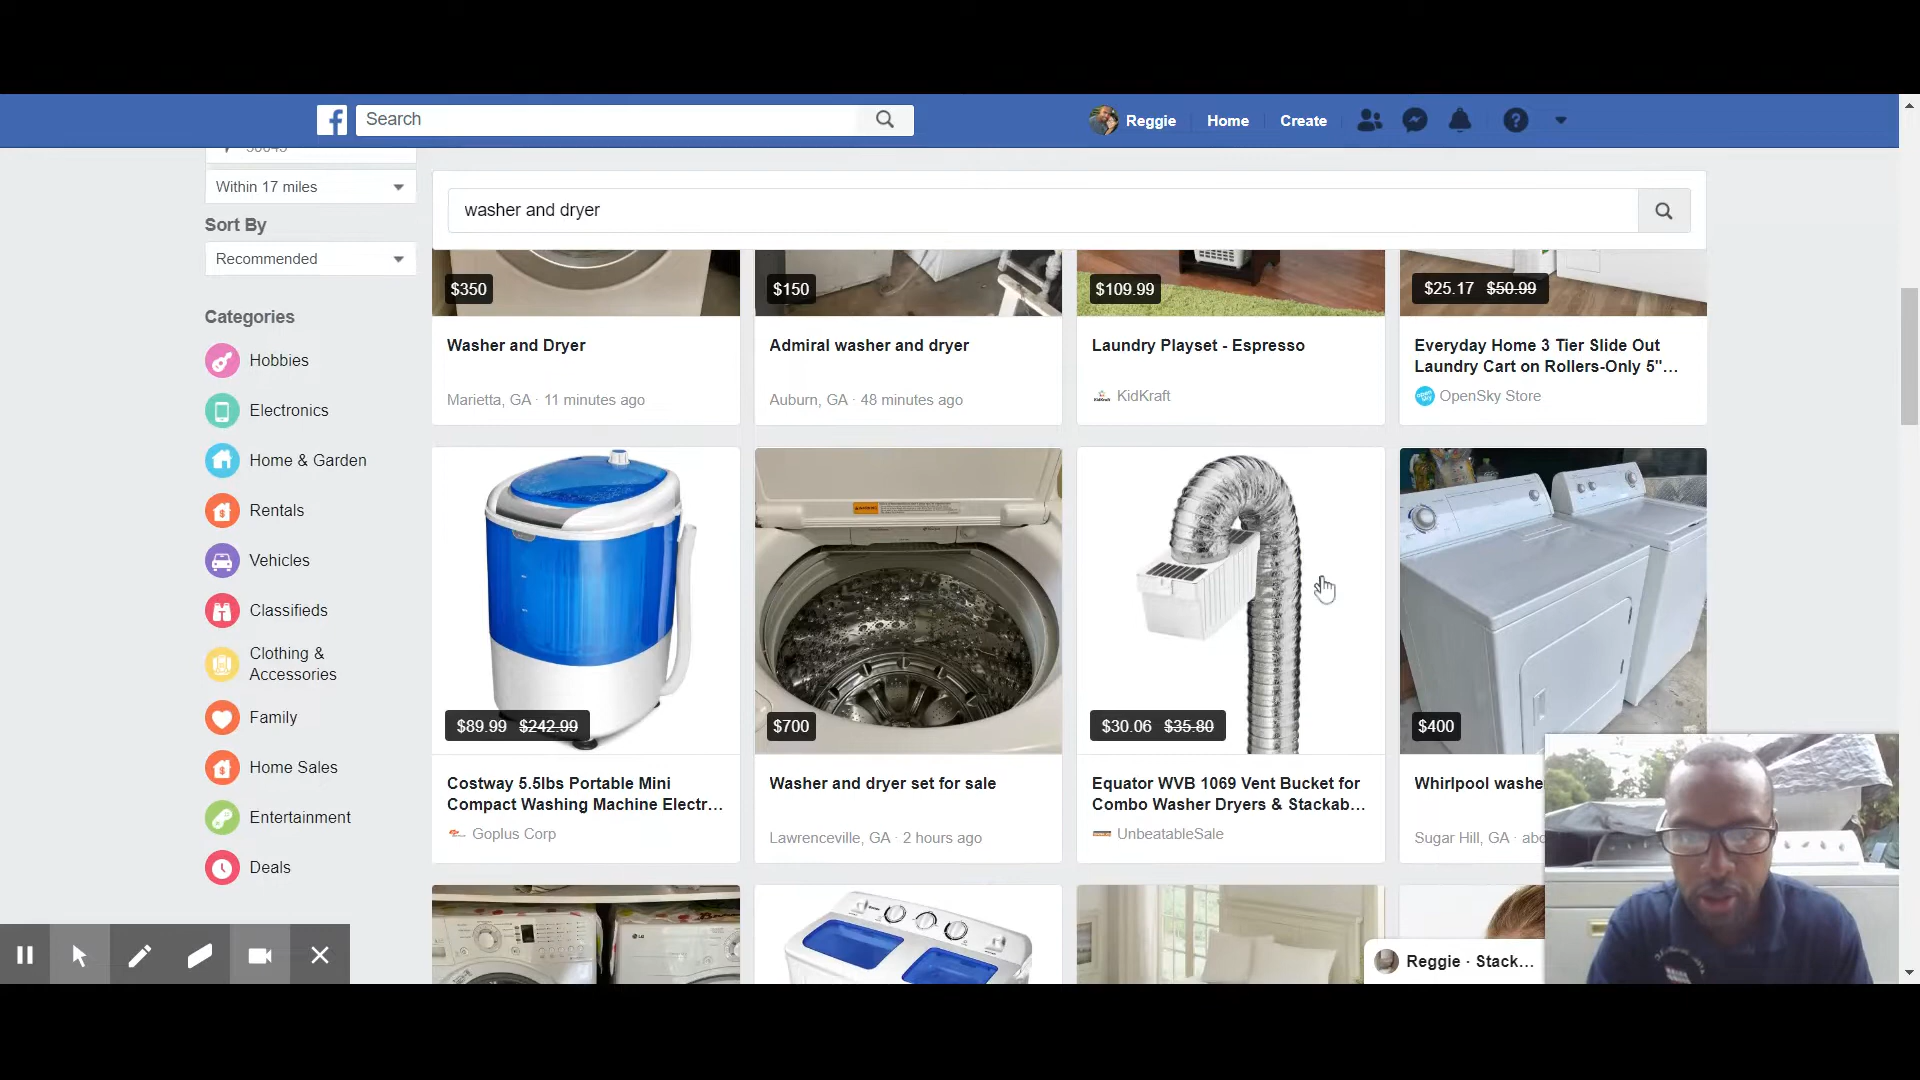 Search
Reggie
Home
Create
Within 17 miles
washer and dryer
Sort By
Recommended
Categories
Hobbies
Electronics
Home & Garden
Rentals
Vehicles
Classifieds
Clothing &
Accessories
Family
Home Sales
Entertainment
Deals
$350
Washer and Dryer
Marietta, GA · 11 minutes ago
$150
Admiral washer and dryer
Auburn, GA · 48 minutes ago
$109.99
Laundry Playset - Espresso
KidKraft
$25.17 $50.99
Everyday Home 3 Tier Slide Out
Laundry Cart on Rollers-Only 5"...
OpenSky Store
$89.99 $242.99
Costway 5.5lbs Portable Mini
Compact Washing Machine Electr...
Goplus Corp
$700
Washer and dryer set for sale
Lawrenceville, GA · 2 hours ago
$30.06 $35.80
Equator WVB 1069 Vent Bucket for
Combo Washer Dryers & Stackab...
UnbeatableSale
$400
Whirlpool washe
Sugar Hill, GA · abo
Reggie · Stack...